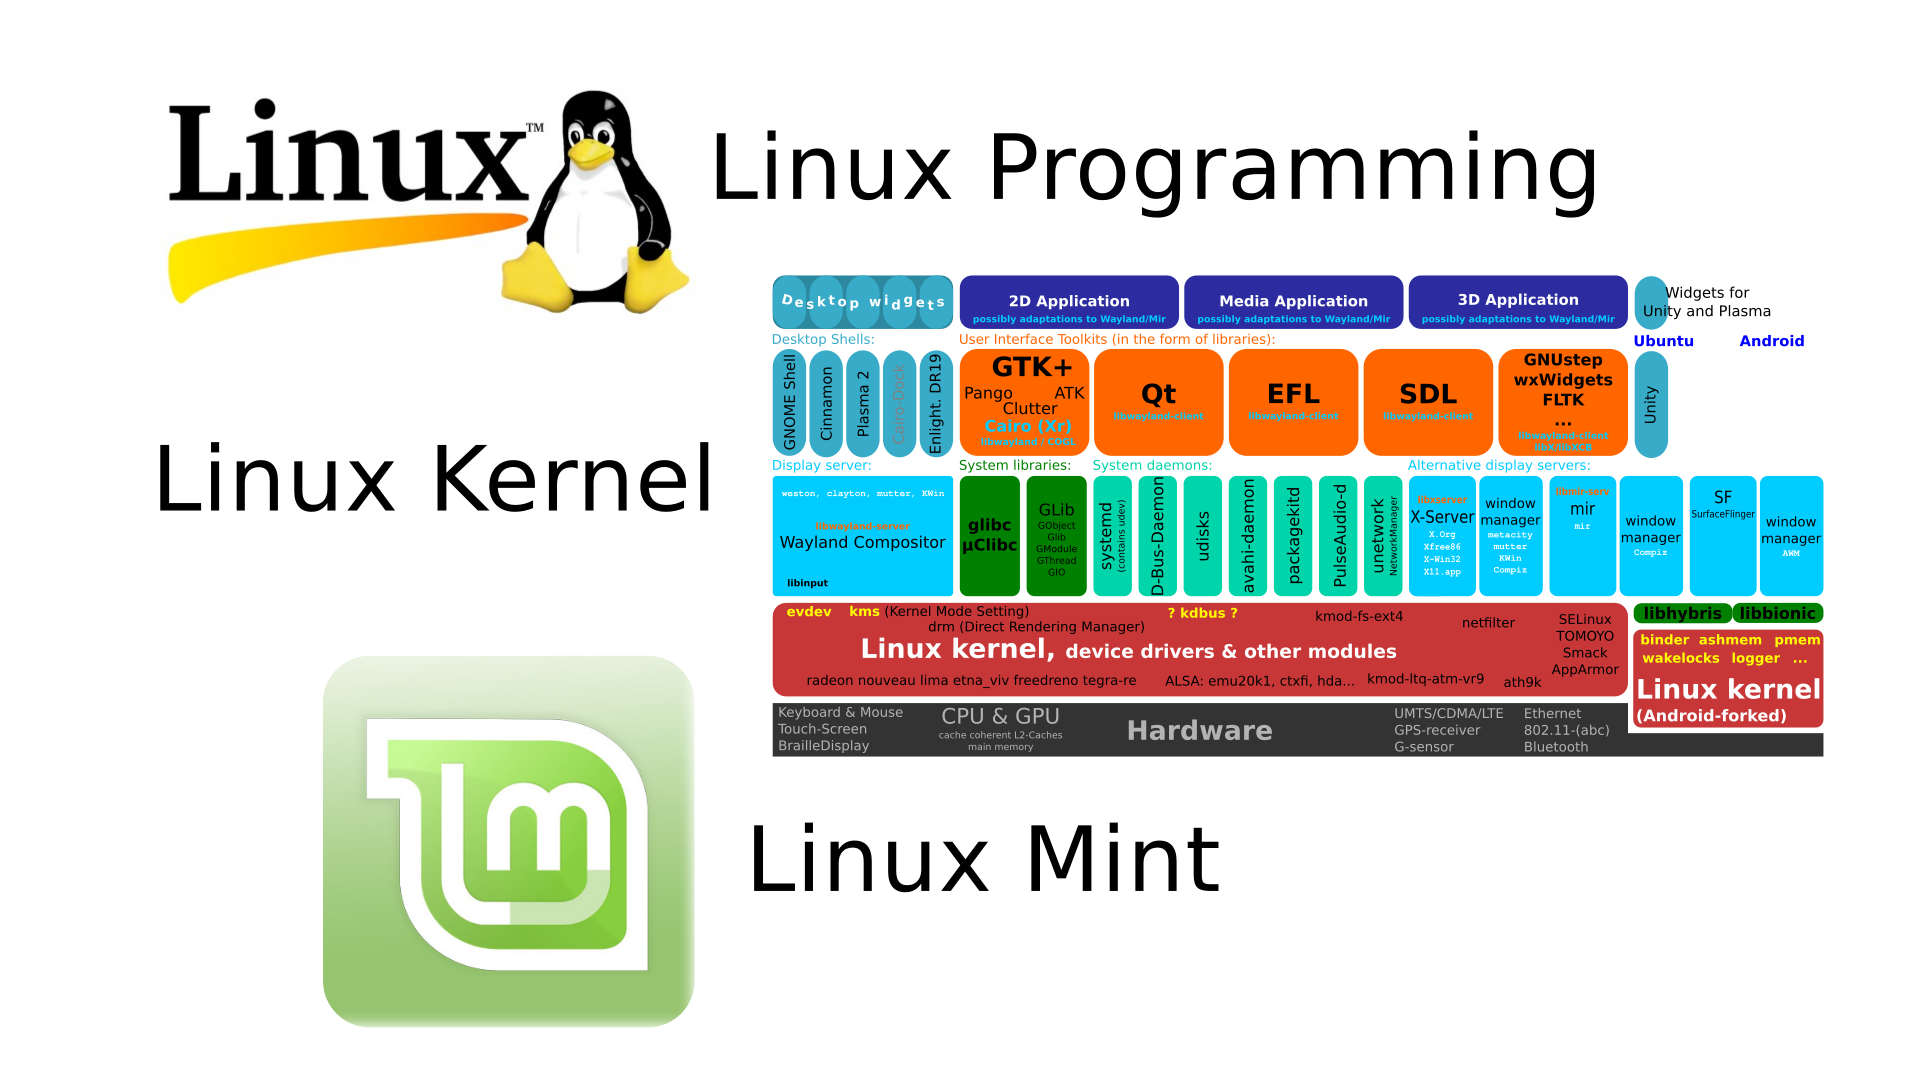 Linux™
Linux Programming
Desktop widgets
2D Application
possibly adaptations to Wayland/Mir
Media Application
possibly adaptations to Wayland/Mir
3D Application
possibly adaptations to Wayland/Mir
Widgets for
Unity and Plasma
Desktop Shells:
User Interface Toolkits (in the form of libraries):
Ubuntu
Android
GNOME Shell
Cinnamon
Plasma 2
Cairo-Dock
Enlight. DR19
GTK+
Pango ATK
Clutter
Cairo (Xr)
libwayland / COGL
Qt
libwayland-client
EFL
libwayland-client
SDL
libwayland-client
GNUstep
wxWidgets
FLTK
...
libwayland-client
libX/libXCB
Unity
Linux Kernel
Display server:
System libraries:
System daemons:
Alternative display servers:
weston, clayton, mutter, KWin
libwayland-server
Wayland Compositor
libinput
glibc
µClibc
GLib
GObject
Glib
GModule
GThread
GIO
systemd
(contains udev)
D-Bus-Daemon
udisks
avahi-daemon
packagekitd
PulseAudio-d
unetwork
NetworkManager
libxserver
X-Server
X.Org
Xfree86
X-Win32
X11.app
window
manager
metacity
mutter
KWin
Compiz
libmir-serv
mir
mir
window
manager
Compiz
SF
SurfaceFlinger
window
manager
AWM
evdev kms (Kernel Mode Setting)
drm (Direct Rendering Manager)
? kdbus ?
kmod-fs-ext4
netfilter
SELinux
TOMOYO
Smack
AppArmor
Linux kernel, device drivers & other modules
radeon nouveau lima etna_viv freedreno tegra-re
ALSA: emu20k1, ctxfi, hda...
kmod-ltq-atm-vr9
ath9k
libhybris
libbionic
binder ashmem pmem
wakelocks logger ...
Linux kernel
(Android-forked)
Keyboard & Mouse
Touch-Screen
BrailleDisplay
CPU & GPU
cache coherent L2-Caches
main memory
Hardware
UMTS/CDMA/LTE
GPS-receiver
G-sensor
Ethernet
802.11-(abc)
Bluetooth
lm
Linux Mint